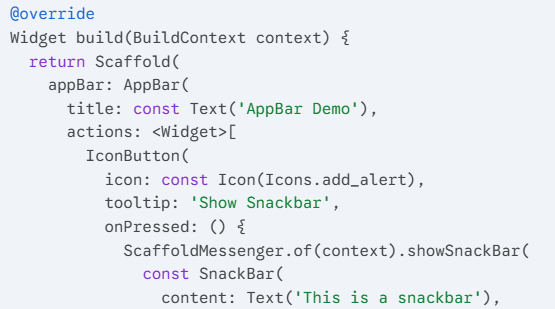 @override
Widget build(BuildContext context) {
  return Scaffold(
    appBar: AppBar(
      title: const Text('AppBar Demo'),
      actions: <Widget>[
        IconButton(
          icon: const Icon(Icons.add_alert),
          tooltip: 'Show Snackbar',
          onPressed: () {
            ScaffoldMessenger.of(context).showSnackBar(
              const SnackBar(
                content: Text('This is a snackbar'),